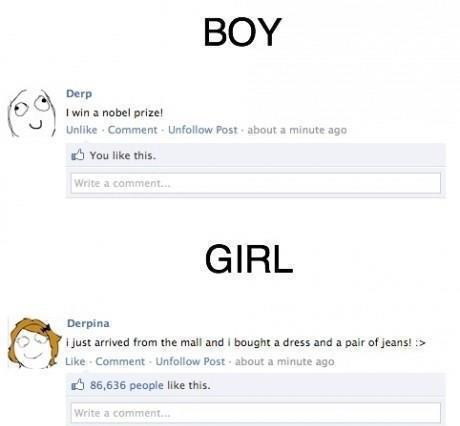 BOY
Derp
I win a nobel prize!
Unlike · Comment · Unfollow Post · about a minute ago
You like this.
Write a comment...
GIRL
Derpina
i just arrived from the mall and i bought a dress and a pair of jeans! :>
Like · Comment · Unfollow Post · about a minute ago
86,636 people like this.
Write a comment...